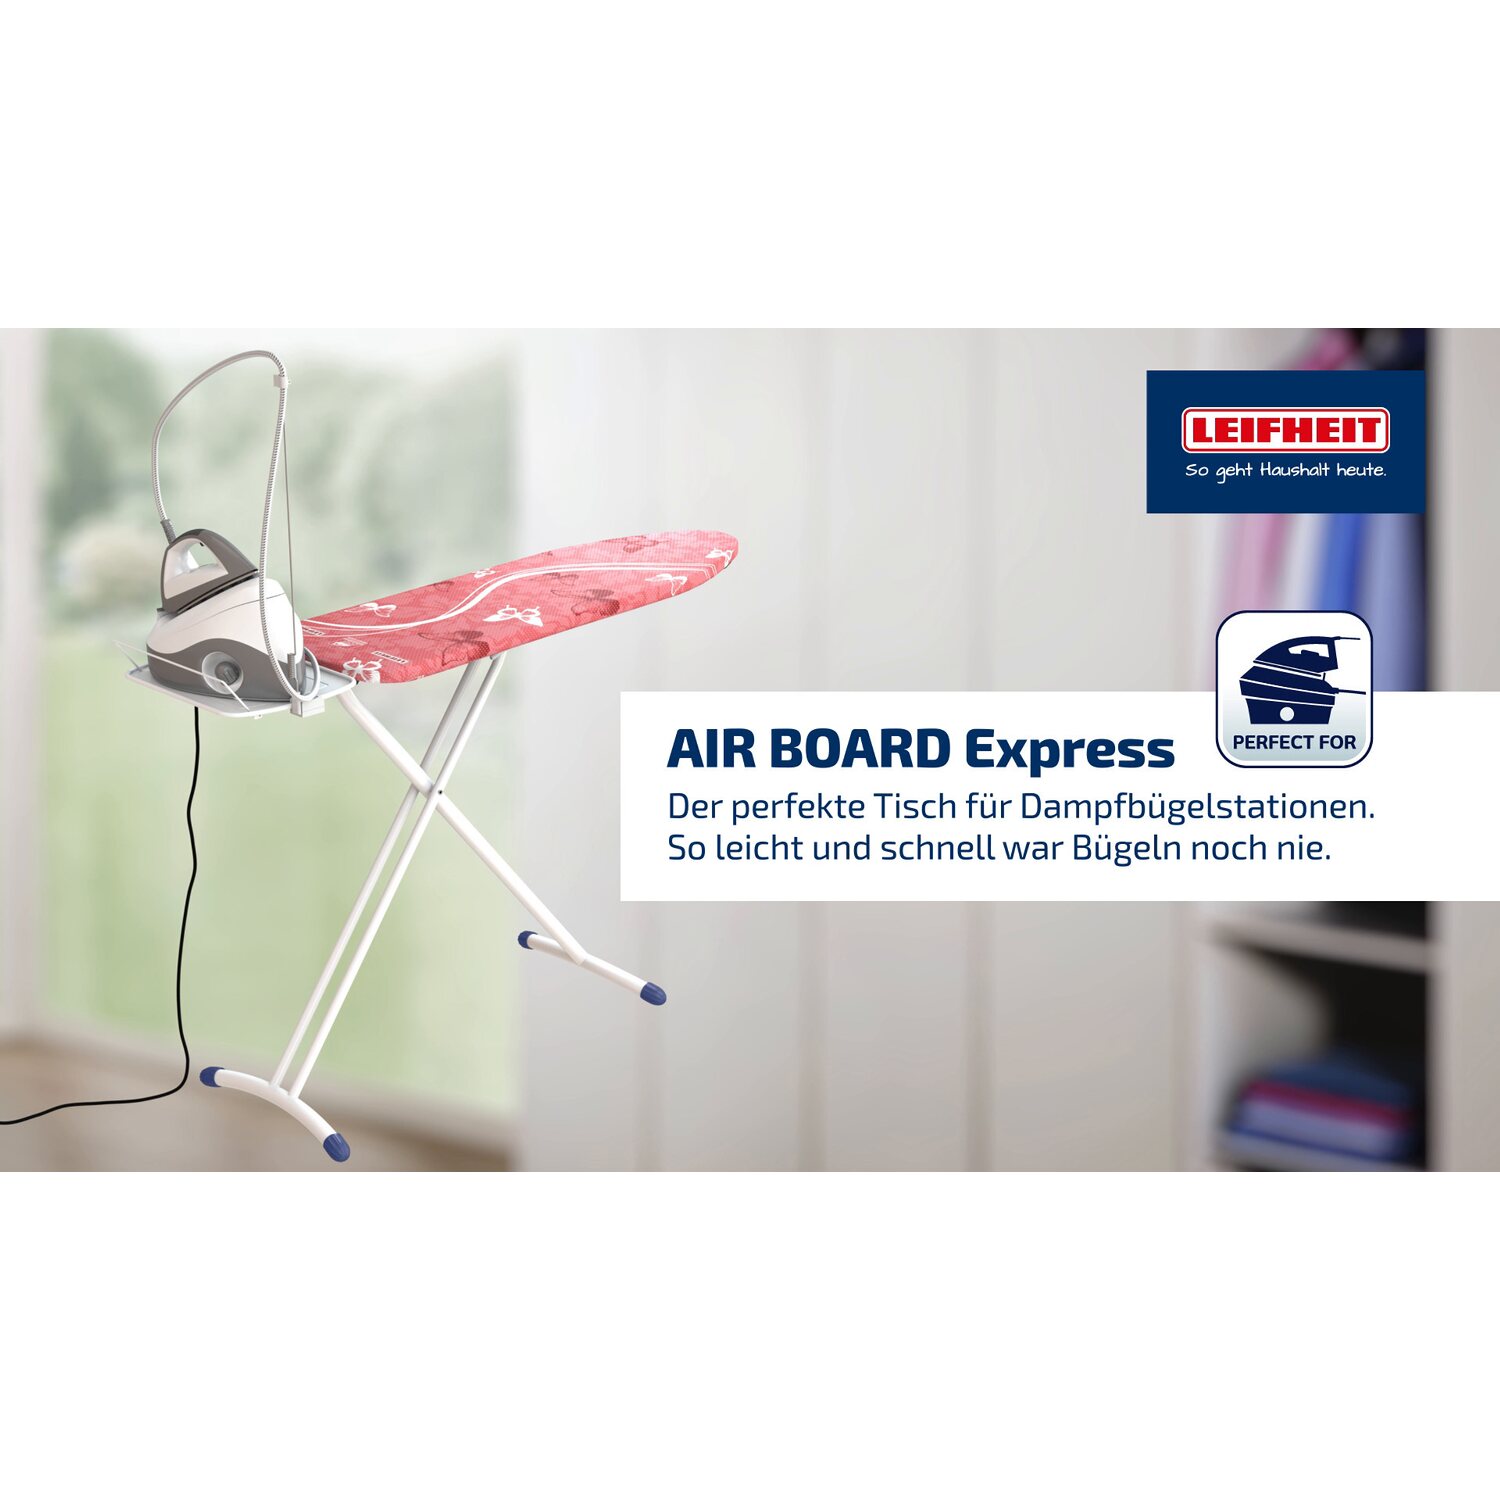 LEIFHEIT
So geht Haushalt heute.
PERFECT FOR
AIR BOARD Express
Der perfekte Tisch für Dampfbügelstationen.
So leicht und schnell war Bügeln noch nie.
LEIFHEIT